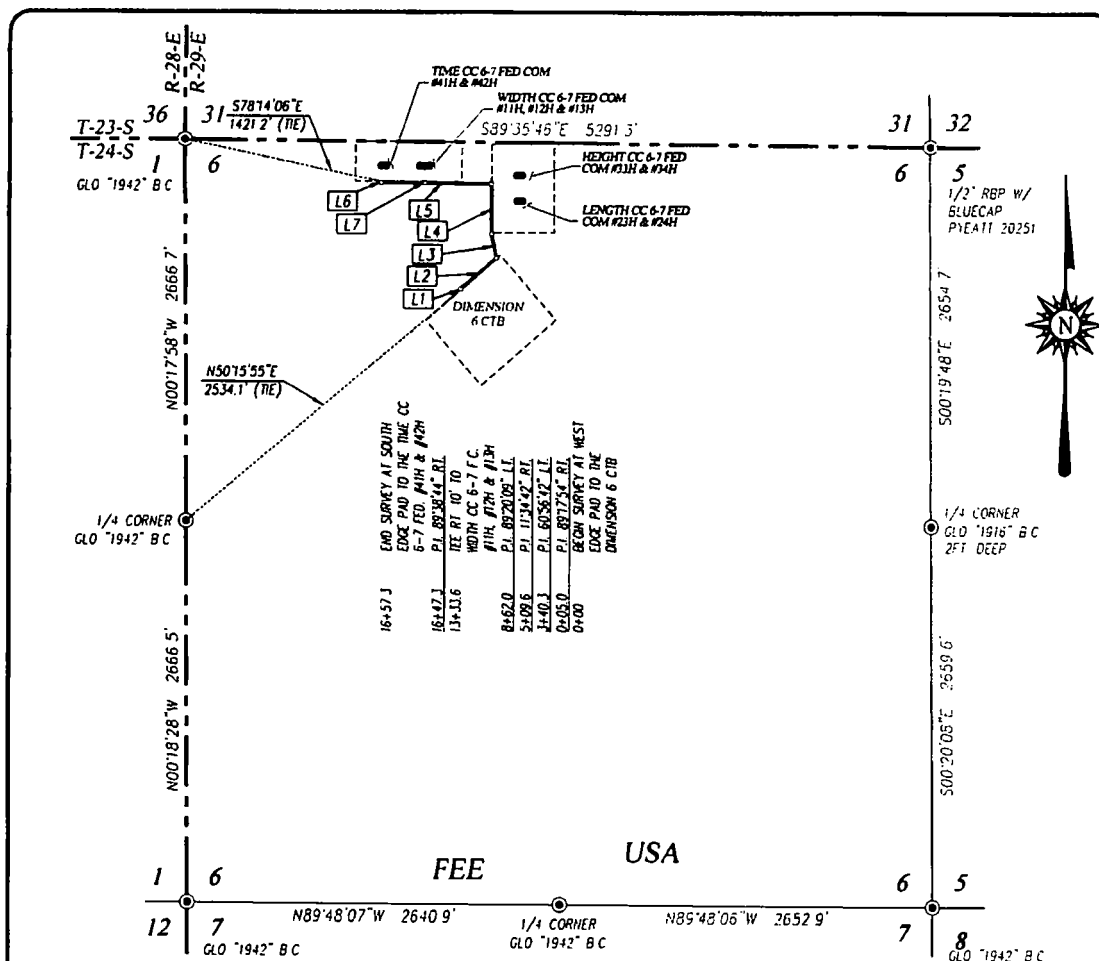 R-28-E
R-29-E
TIME CC 6-7 FED COM
#41H & #42H
WIDTH CC 6-7 FED COM
#11H, #12H & #13H
S78°14'06"E
1421 2' (TIE)
S89°35'46"E 5291 3'
36
31
31
32
T-23-S
T-24-S
1
6
6
5
GLO "1942" B C
HEIGHT CC 6-7 FED
COM #33H & #34H
LENGTH CC 6-7 FED
COM #23H & #24H
1/2" RBP W/
BLUECAP
PYEATT 20251
L6
L7
L5
L4
L3
L2
L1
DIMENSION
6 CTB
N
N00°17'58"W 2666 7'
S00°19'48"E 2654 7'
N50°15'55"E
2534.1' (TIE)
1/4 CORNER
GLO "1942" B C
1/4 CORNER
GLO "1916" B C
2FT DEEP
16+57 3 END SURVEY AT SOUTH
EDGE PAD TO THE TIME CC
6-7 FED. #41H & #42H
16+47.3 P.I. 89°38'44" RT.
13+33.6 TEE RT 10' TO
WIDTH CC 6-7 F.C.
#11H, #12H & #13H
8+62.0 P.I. 89°20'09" LT.
5+09.6 P.I. 11°34'42" RT.
3+40.3 P.I. 60°56'42" LT.
0+05.0 P.I. 89°17'54" RT.
0+00 BEGIN SURVEY AT WEST
EDGE PAD TO THE
DIMENSION 6 CTB
N00°18'28"W 2666 5'
S00°20'08"E 2659 6'
FEE
USA
1
6
6
5
12
7
7
8
N89°48'07"W 2640 9'
N89°48'06"W 2652 9'
GLO "1942" B C
1/4 CORNER
GLO "1942" B C
GLO "1942" B C